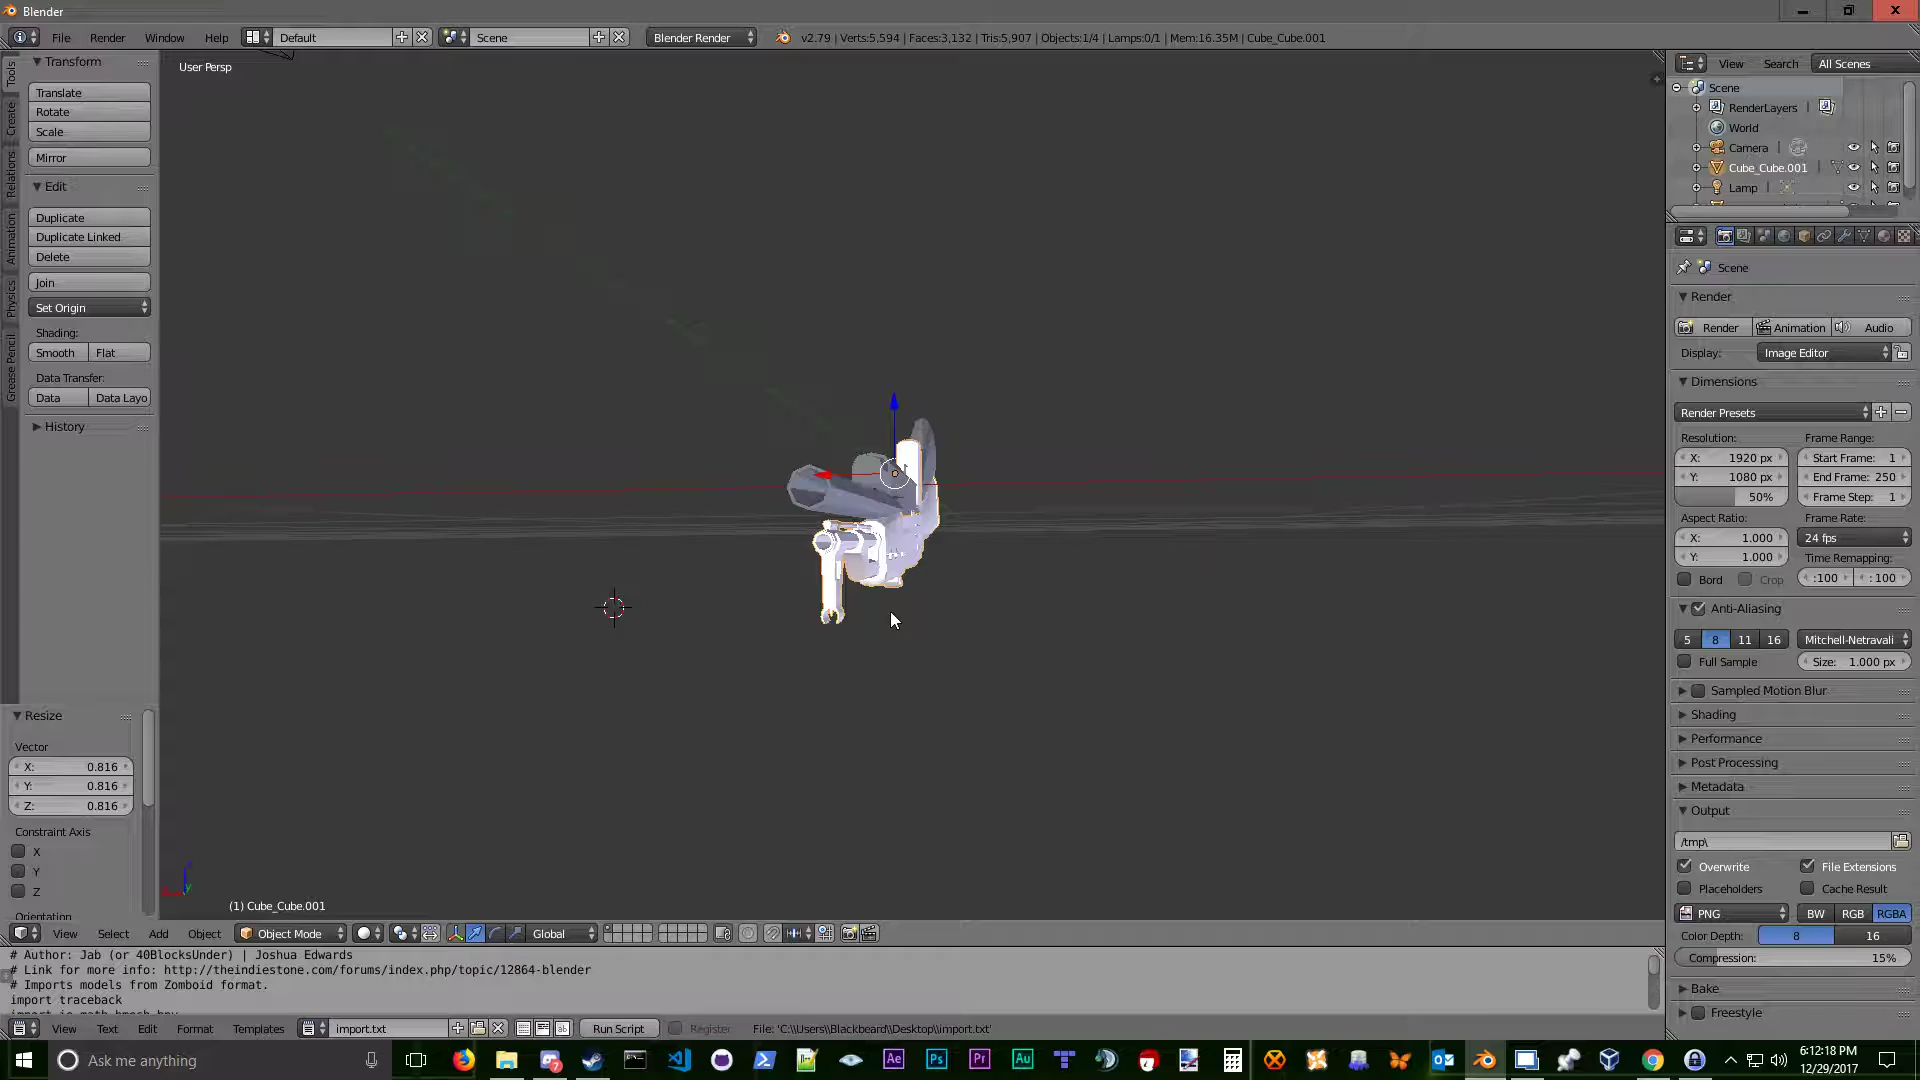 Blender
File Render Window Help Default Scene Blender Render v2.79 | Verts:5,594 | Faces:3,132 | Tris:5,907 | Objects:1/4 | Lamps:0/1 | Mem:16.35M | Cube_Cube.001
User Persp
Tools
Create
Relations
Animation
Physics
Grease Pencil
Transform
Translate
Rotate
Scale
Mirror
Edit
Duplicate
Duplicate Linked
Delete
Join
Set Origin
Shading:
Smooth Flat
Data Transfer:
Data Data Layo
History
Resize
Vector
X: 0.816
Y: 0.816
Z: 0.816
Constraint Axis
X
Y
Z
Orientation
(1) Cube_Cube.001
View Select Add Object Object Mode Global
# Author: Jab (or 40BlocksUnder) | Joshua Edwards
# Link for more info: http://theindiestone.com/forums/index.php/topic/12864-blender
# Imports models from Zomboid format.
import traceback
View Text Edit Format Templates import.txt Run Script Register File: 'C:\\Users\\Blackbeard\\Desktop\\import.txt'
View Search All Scenes
Scene
RenderLayers
World
Camera
Cube_Cube.001
Lamp
Scene
Render
Render Animation Audio
Display: Image Editor
Dimensions
Render Presets
Resolution: Frame Range:
X: 1920 px Start Frame: 1
Y: 1080 px End Frame: 250
50% Frame Step: 1
Aspect Ratio: Frame Rate:
X: 1.000 24 fps
Y: 1.000 Time Remapping:
Bord Crop :100 :100
Anti-Aliasing
5 8 11 16 Mitchell-Netravali
Full Sample Size: 1.000 px
Sampled Motion Blur
Shading
Performance
Post Processing
Metadata
Output
/tmp\
Overwrite File Extensions
Placeholders Cache Result
PNG BW RGB RGBA
Color Depth: 8 16
Compression: 15%
Bake
Freestyle
Ask me anything Ae Ps Pr Au 6:12:18 PM
12/29/2017